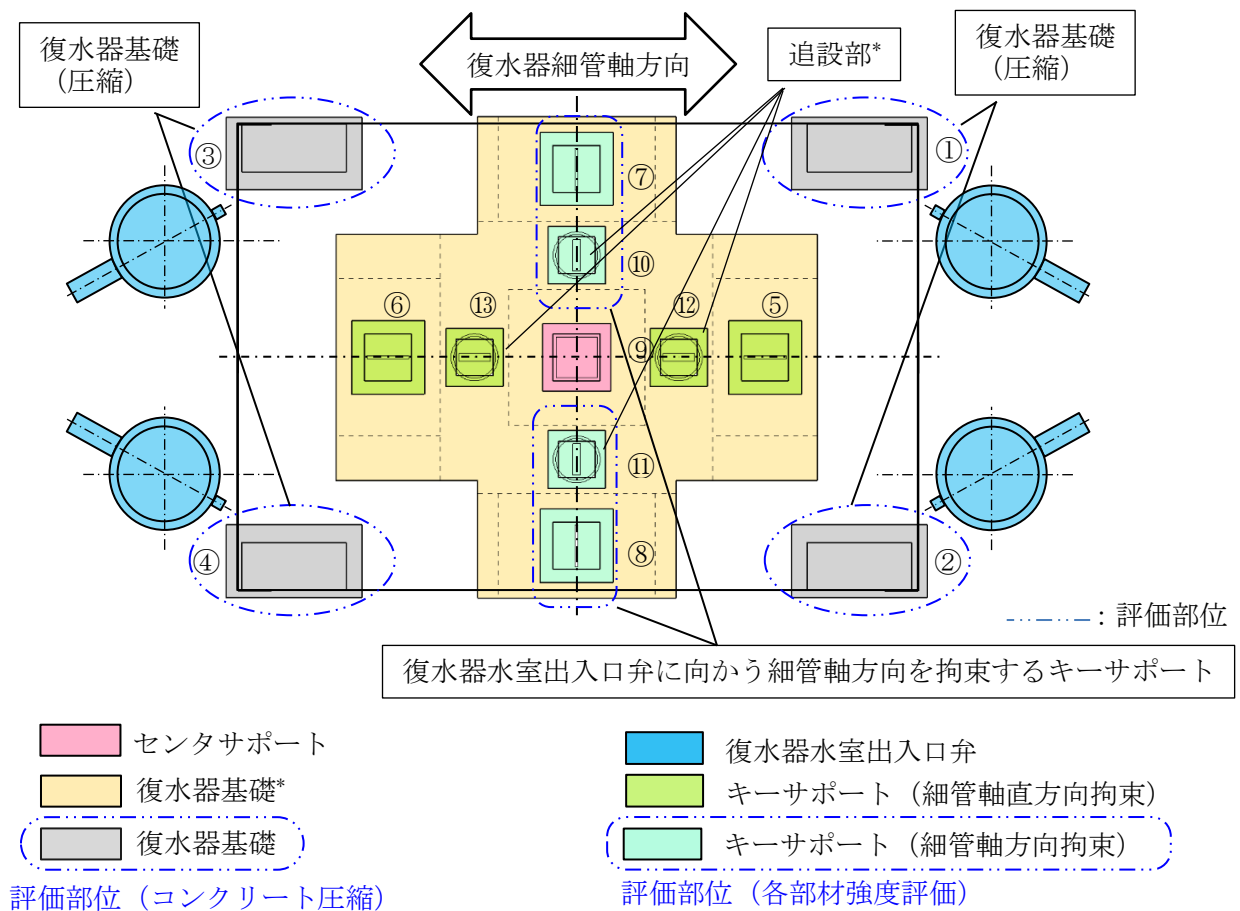 復水器基礎
(圧縮)
復水器細管軸方向
追設部*
復水器基礎
(圧縮)
③
①
⑦
⑩
⑥
⑬
⑫
⑤
⑨
⑪
④
⑧
②
：評価部位
復水器水室出入口弁に向かう細管軸方向を拘束するキーサポート
センタサポート
復水器基礎*
復水器基礎
評価部位（コンクリート圧縮）
復水器水室出入口弁
キーサポート（細管軸直方向拘束）
キーサポート（細管軸方向拘束）
評価部位（各部材強度評価）